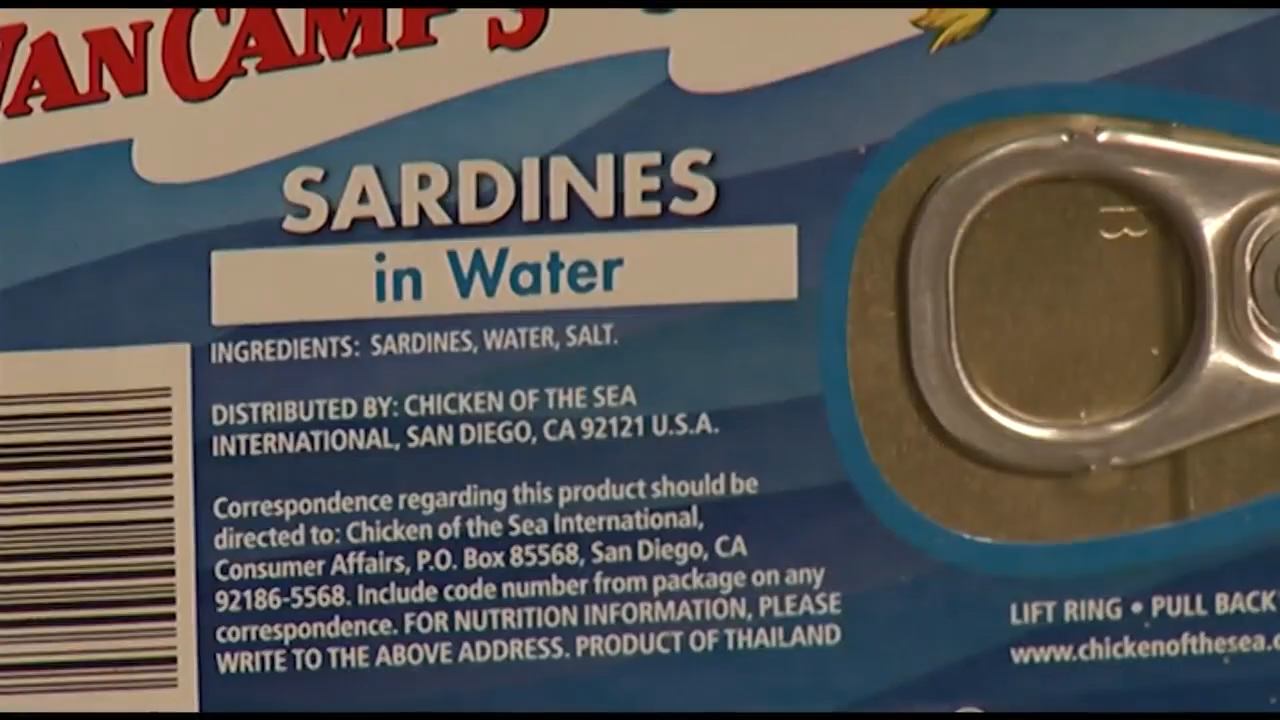 VAN CAMP'S
SARDINES
in Water
INGREDIENTS: SARDINES, WATER, SALT.
DISTRIBUTED BY: CHICKEN OF THE SEA
INTERNATIONAL, SAN DIEGO, CA 92121 U.S.A.
Correspondence regarding this product should be
directed to: Chicken of the Sea International,
Consumer Affairs, P.O. Box 85568, San Diego, CA
92186-5568. Include code number from package on any
correspondence. FOR NUTRITION INFORMATION, PLEASE
WRITE TO THE ABOVE ADDRESS. PRODUCT OF THAILAND
LIFT RING • PULL BACK
www.chickenofthesea.c